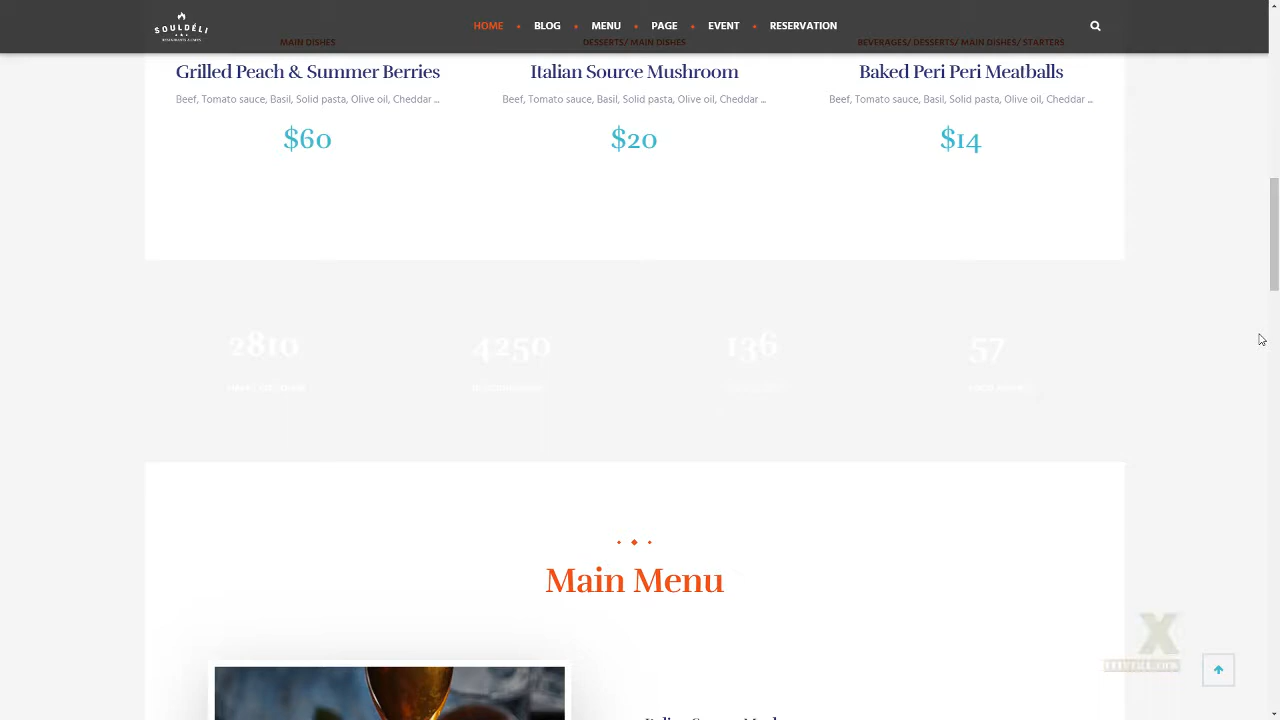 SOULDELI
HOME BLOG MENU PAGE EVENT RESERVATION
MAIN DISHES DESSERTS/ MAIN DISHES BEVERAGES/ DESSERTS/ MAIN DISHES/ STARTERS
Grilled Peach & Summer Berries Italian Source Mushroom Baked Peri Peri Meatballs
Beef, Tomato sauce, Basil, Solid pasta, Olive oil, Cheddar ... Beef, Tomato sauce, Basil, Solid pasta, Olive oil, Cheddar ... Beef, Tomato sauce, Basil, Solid pasta, Olive oil, Cheddar ...
$60 $20 $14
2810 4250 136 57
Main Menu
X